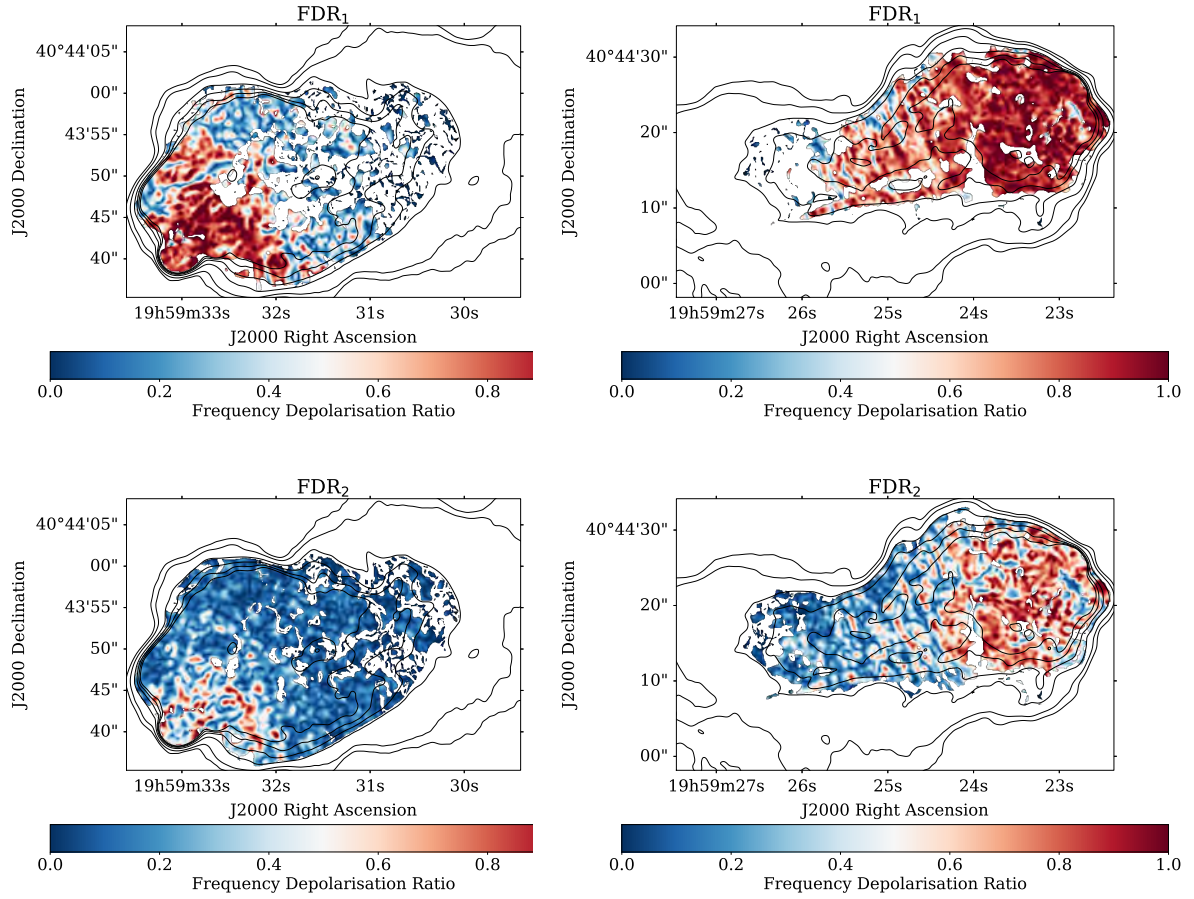 FDR₁
J2000 Declination
40°44'05"
00"
43'55"
50"
45"
40"
19h59m33s 32s 31s 30s
J2000 Right Ascension
0.0 0.2 0.4 0.6 0.8
Frequency Depolarisation Ratio
FDR₁
J2000 Declination
40°44'30"
20"
10"
00"
19h59m27s 26s 25s 24s 23s
J2000 Right Ascension
0.0 0.2 0.4 0.6 0.8 1.0
Frequency Depolarisation Ratio
FDR₂
J2000 Declination
40°44'05"
00"
43'55"
50"
45"
40"
19h59m33s 32s 31s 30s
J2000 Right Ascension
0.0 0.2 0.4 0.6 0.8
Frequency Depolarisation Ratio
FDR₂
J2000 Declination
40°44'30"
20"
10"
00"
19h59m27s 26s 25s 24s 23s
J2000 Right Ascension
0.0 0.2 0.4 0.6 0.8 1.0
Frequency Depolarisation Ratio